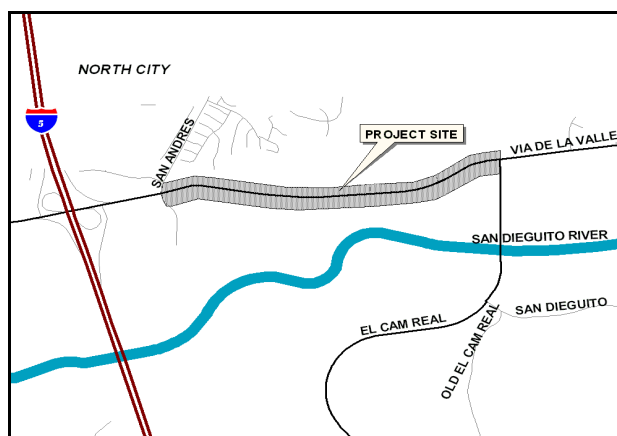 NORTH CITY
5
SAN ANDRES
PROJECT SITE
VIA DE LA VALLE
SAN DIEGUITO RIVER
SAN DIEGUITO
EL CAM REAL
OLD EL CAM REAL